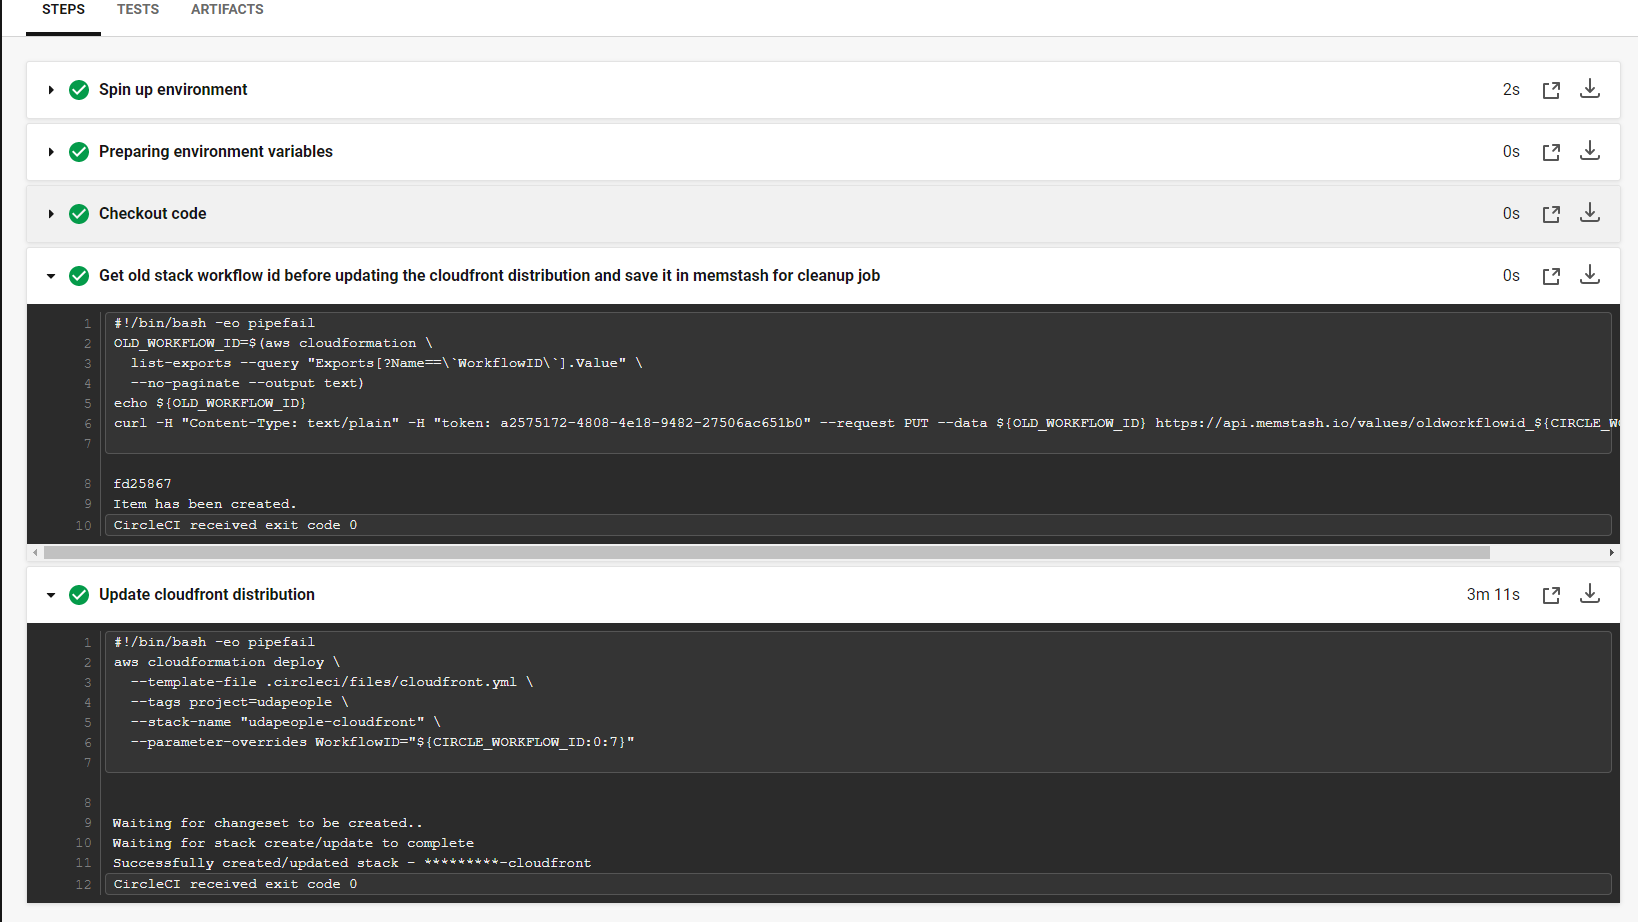 STEPS TESTS ARTIFACTS
Spin up environment 2s
Preparing environment variables 0s
Checkout code 0s
Get old stack workflow id before updating the cloudfront distribution and save it in memstash for cleanup job 0s
1 #!/bin/bash -eo pipefail
2 OLD_WORKFLOW_ID=$(aws cloudformation \
3 list-exports --query "Exports[?Name==\`WorkflowID\`].Value" \
4 --no-paginate --output text)
5 echo ${OLD_WORKFLOW_ID}
6 curl -H "Content-Type: text/plain" -H "token: a2575172-4808-4e18-9482-27506ac651b0" --request PUT --data ${OLD_WORKFLOW_ID} https://api.memstash.io/values/oldworkflowid_${CIRCLE_WO
7
8 fd25867
9 Item has been created.
10 CircleCI received exit code 0
Update cloudfront distribution 3m 11s
1 #!/bin/bash -eo pipefail
2 aws cloudformation deploy \
3 --template-file .circleci/files/cloudfront.yml \
4 --tags project=udapeople \
5 --stack-name "udapeople-cloudfront" \
6 --parameter-overrides WorkflowID="${CIRCLE_WORKFLOW_ID:0:7}"
7
8
9 Waiting for changeset to be created..
10 Waiting for stack create/update to complete
11 Successfully created/updated stack - *********-cloudfront
12 CircleCI received exit code 0